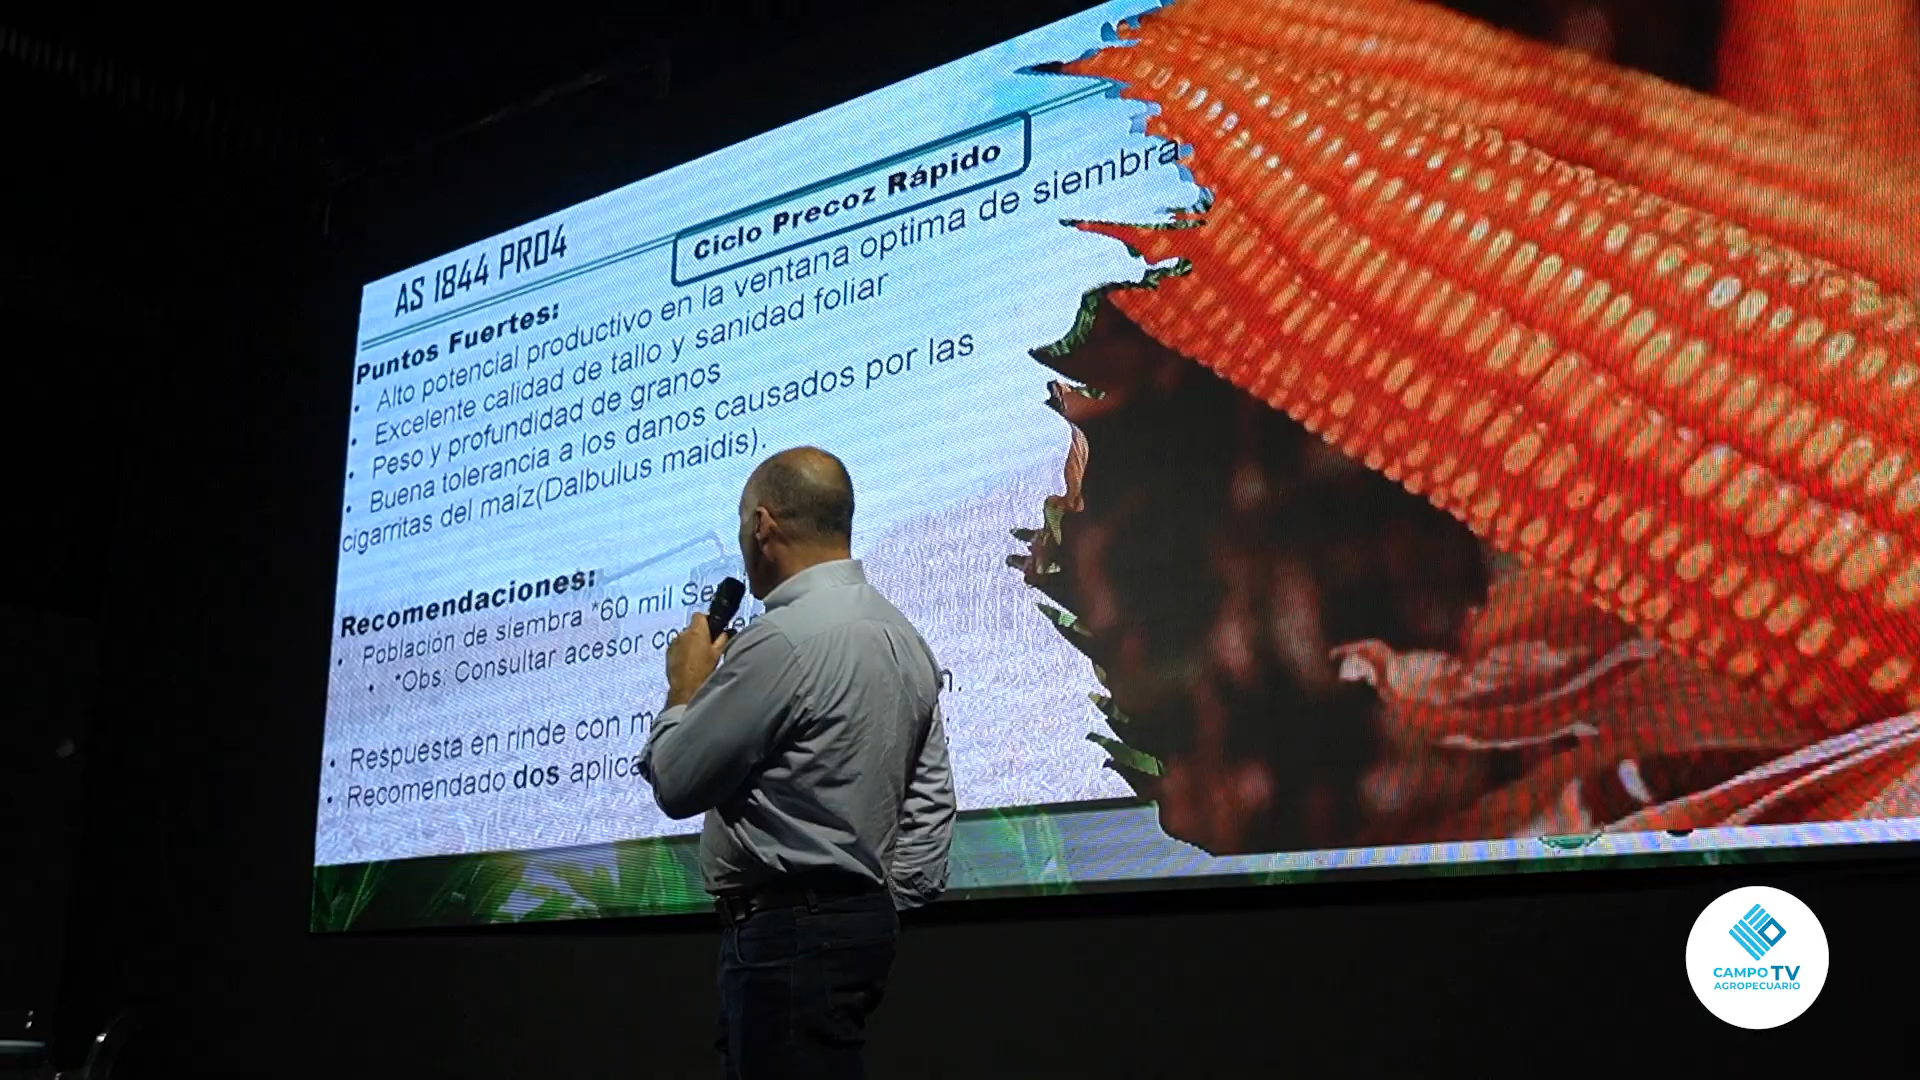 AS 1844 PRO4
Ciclo Precoz Rápido
Puntos Fuertes:
• Alto potencial productivo en la ventana optima de siembra
• Excelente calidad de tallo y sanidad foliar
• Peso y profundidad de granos
• Buena tolerancia a los danos causados por las
cigarritas del maíz(Dalbulus maidis).
Recomendaciones:
• Población de siembra *60 mil
• *Obs: Consultar acesor
• Respuesta en rinde con
• Recomendado dos
CAMPO TV
AGROPECUARIO